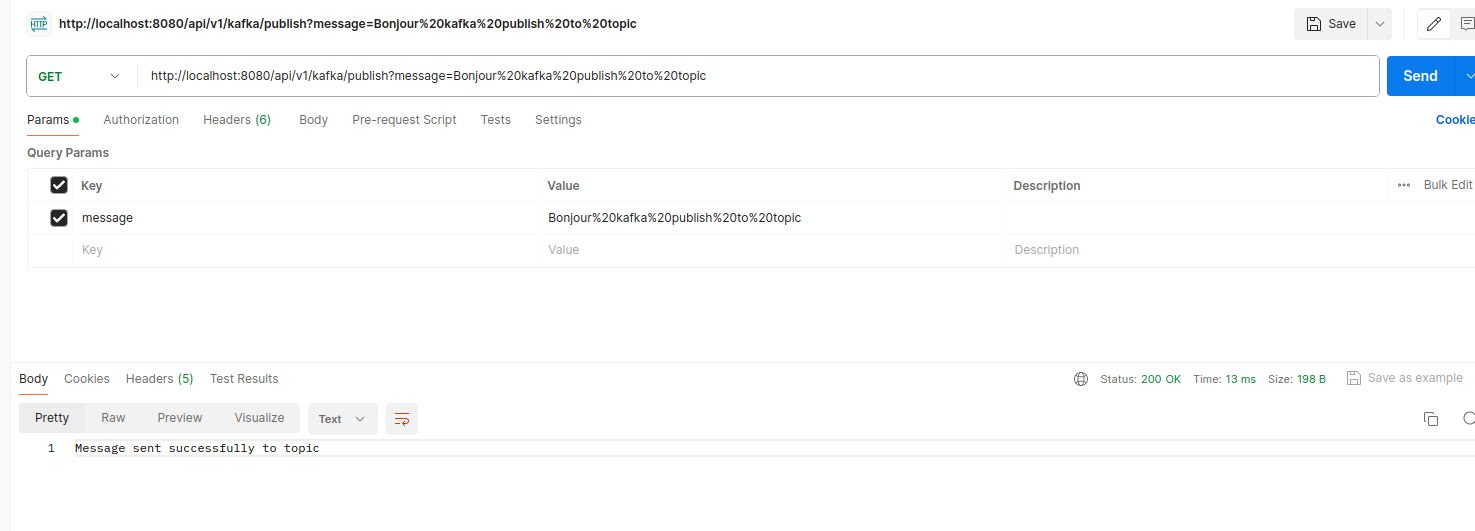 HTTP http://localhost:8080/api/v1/kafka/publish?message=Bonjour%20kafka%20publish%20to%20topic Save
GET http://localhost:8080/api/v1/kafka/publish?message=Bonjour%20kafka%20publish%20to%20topic Send
Params Authorization Headers (6) Body Pre-request Script Tests Settings Cookie
Query Params
Key Value Description Bulk Edit
message Bonjour%20kafka%20publish%20to%20topic
Key Value Description
Body Cookies Headers (5) Test Results Status: 200 OK Time: 13 ms Size: 198 B Save as example
Pretty Raw Preview Visualize Text
1 Message sent successfully to topic